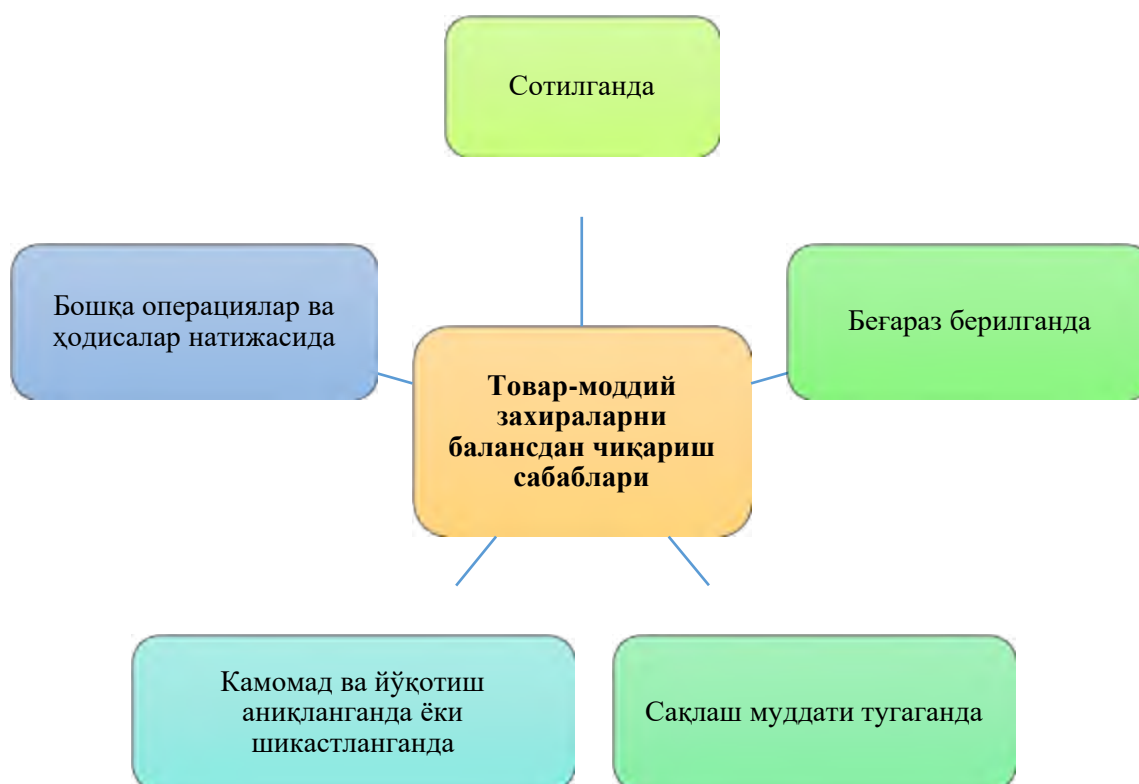 Сотилганда
Бошқа операциялар ва
ҳодисалар натижасида
Беғараз берилганда
Товар-моддий
захираларни
балансдан чиқариш
сабаблари
Камомад ва йўқотиш
аниқланганда ёки
шикастланганда
Сақлаш муддати тугаганда